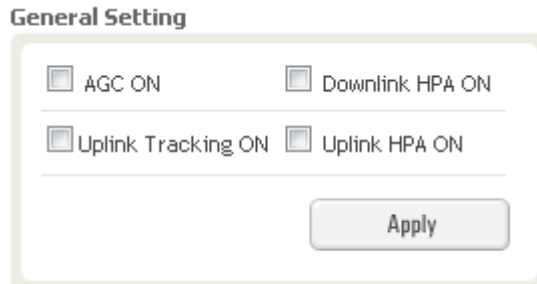 General Setting
AGC ON Downlink HPA ON
Uplink Tracking ON Uplink HPA ON
Apply